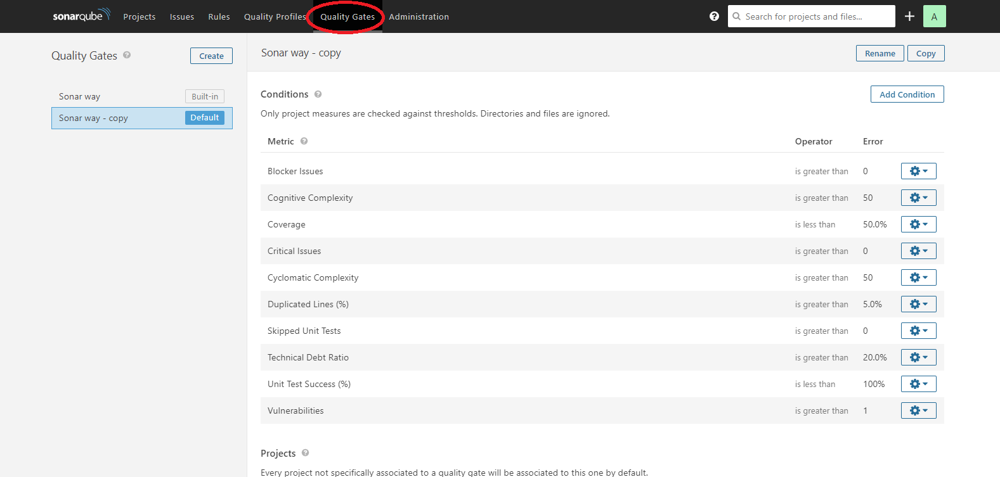 sonarqube Projects Issues Rules Quality Profiles Quality Gates Administration ? Search for projects and files... + A
Quality Gates ? Create
Sonar way Built-in
Sonar way - copy Default
Sonar way - copy Rename Copy
Conditions ? Add Condition
Only project measures are checked against thresholds. Directories and files are ignored.
Metric ? Operator Error
Blocker Issues is greater than 0
Cognitive Complexity is greater than 50
Coverage is less than 50.0%
Critical Issues is greater than 0
Cyclomatic Complexity is greater than 50
Duplicated Lines (%) is greater than 5.0%
Skipped Unit Tests is greater than 0
Technical Debt Ratio is greater than 20.0%
Unit Test Success (%) is less than 100%
Vulnerabilities is greater than 1
Projects ?
Every project not specifically associated to a quality gate will be associated to this one by default.